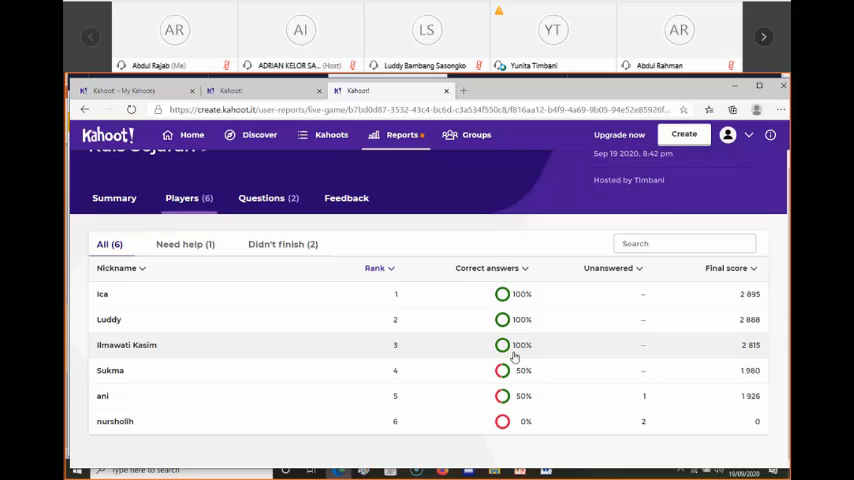 AR AI LS YT AR
Abdul Rajab (Me) ADRIAN KELOR SA... (Host) Luddy Bambang Sasongko Yunita Timbani Abdul Rahman
Kahoot! - My Kahoots Kahoot! Kahoot!
https://create.kahoot.it/user-reports/live-game/b7bd0d87-3532-43c4-bc6d-c3a534f550c8/f816aa12-b4f9-4a69-9b05-94e52e85926f...
Kahoot! Home Discover Kahoots Reports Groups Upgrade now Create
Sep 19 2020, 8:42 pm
Hosted by Timbani
Summary Players (6) Questions (2) Feedback
All (6) Need help (1) Didn't finish (2) Search
Nickname Rank Correct answers Unanswered Final score
Ica 1 100% – 2 895
Luddy 2 100% – 2 888
Ilmawati Kasim 3 100% – 2 815
Sukma 4 50% – 1 980
ani 5 50% 1 1 926
nursholih 6 0% 2 0
Type here to search 19/09/2020